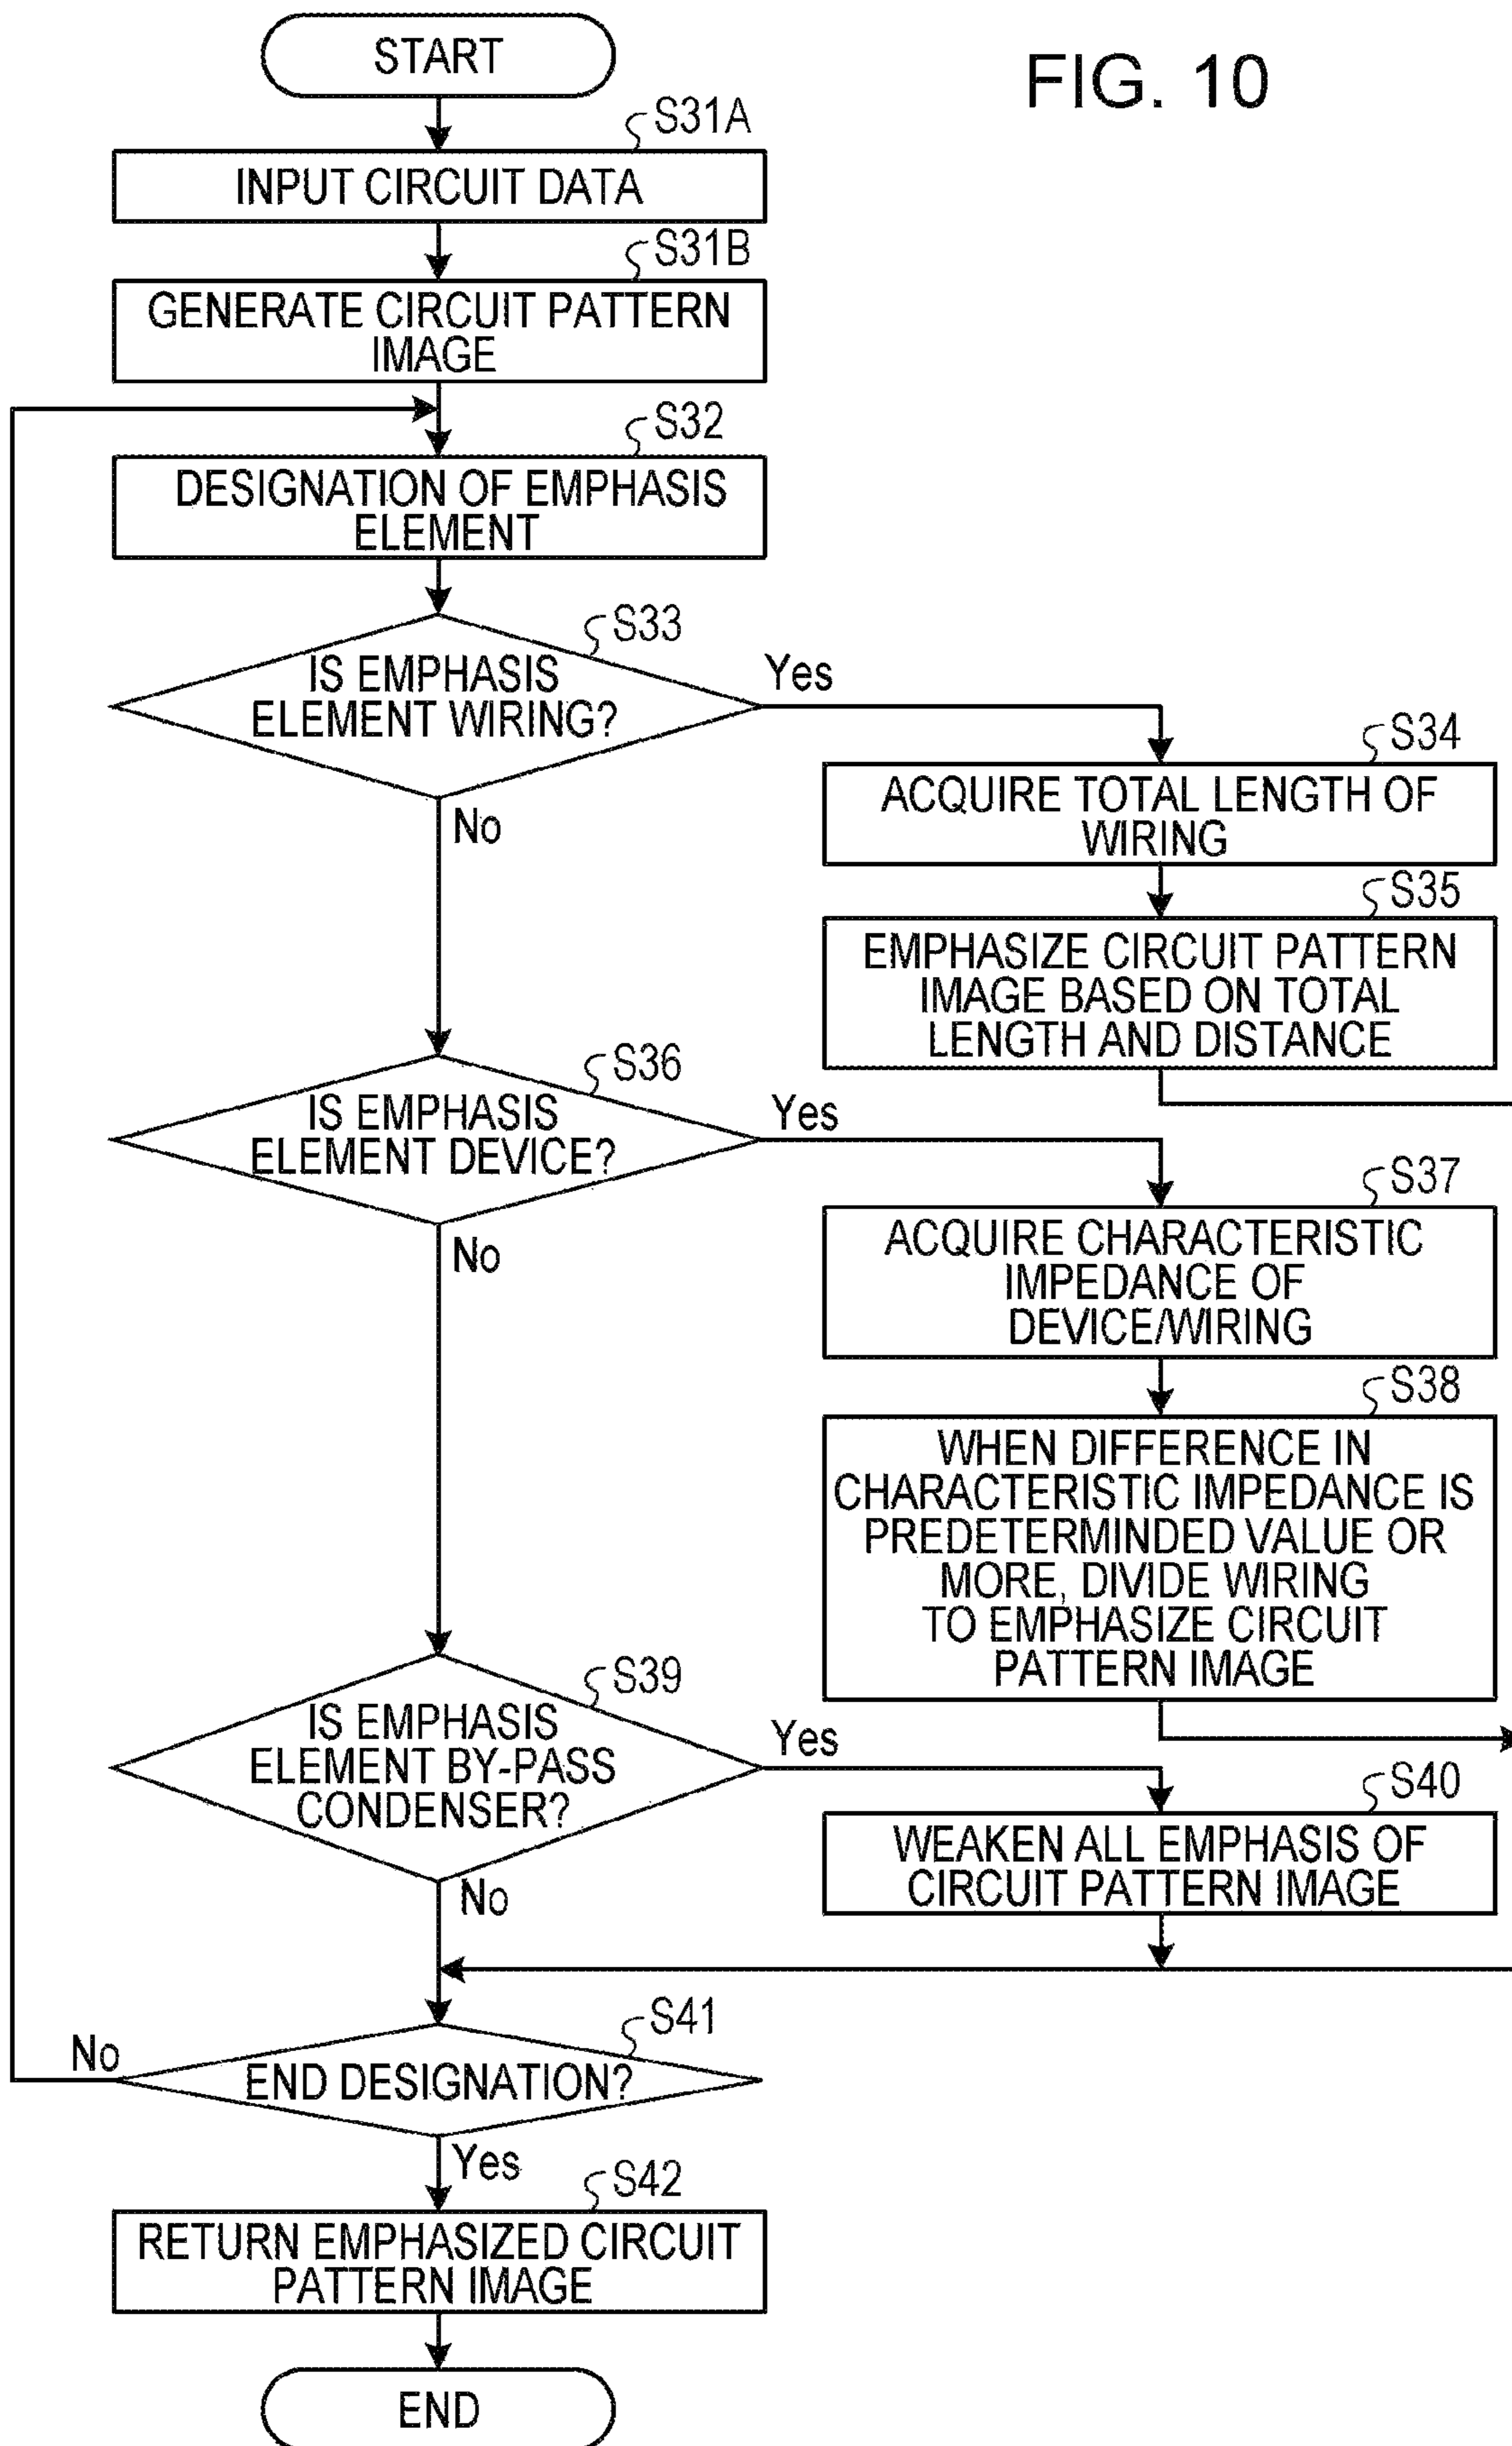 START
FIG. 10
S31A
INPUT CIRCUIT DATA
S31B
GENERATE CIRCUIT PATTERN
IMAGE
S32
DESIGNATION OF EMPHASIS
ELEMENT
S33
IS EMPHASIS
ELEMENT WIRING?
Yes
No
S34
ACQUIRE TOTAL LENGTH OF
WIRING
S35
EMPHASIZE CIRCUIT PATTERN
IMAGE BASED ON TOTAL
LENGTH AND DISTANCE
S36
IS EMPHASIS
ELEMENT DEVICE?
Yes
No
S37
ACQUIRE CHARACTERISTIC
IMPEDANCE OF
DEVICE/WIRING
S38
WHEN DIFFERENCE IN
CHARACTERISTIC IMPEDANCE IS
PREDETERMINDED VALUE OR
MORE, DIVIDE WIRING
TO EMPHASIZE CIRCUIT
PATTERN IMAGE
S39
IS EMPHASIS
ELEMENT BY-PASS
CONDENSER?
Yes
No
S40
WEAKEN ALL EMPHASIS OF
CIRCUIT PATTERN IMAGE
S41
END DESIGNATION?
No
Yes
S42
RETURN EMPHASIZED CIRCUIT
PATTERN IMAGE
END